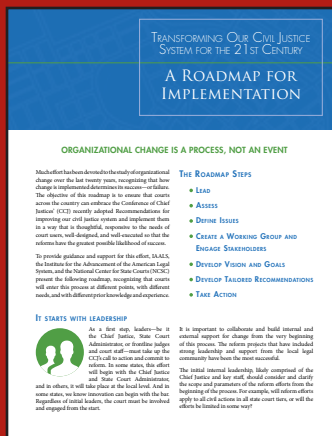 Transforming Our Civil Justice
System for the 21st Century
A Roadmap for
Implementation
ORGANIZATIONAL CHANGE IS A PROCESS, NOT AN EVENT
Much effort has been devoted to the study of organizational
change over the last twenty years, recognizing that how
change is implemented determines its success—or failure.
The objective of this roadmap is to ensure that courts
across the country can embrace the Conference of Chief
Justices' (CCJ) recently adopted Recommendations for
improving our civil justice system and implement them
in a way that is thoughtful, responsive to the needs of
court users, well-designed, and well-executed so that the
reforms have the greatest possible likelihood of success.
To provide guidance and support for this effort, IAALS,
the Institute for the Advancement of the American Legal
System, and the National Center for State Courts (NCSC)
present the following roadmap, recognizing that courts
will enter this process at different points, with different
needs, and with different prior knowledge and experience.
The Roadmap Steps
• Lead
• Assess
• Define Issues
• Create a Working Group and
Engage Stakeholders
• Develop Vision and Goals
• Develop Tailored Recommendations
• Take Action
It starts with leadership
As a first step, leaders—be it
the Chief Justice, State Court
Administrator, or frontline judges
and court staff—must take up the
CCJ's call to action and commit to
reform. In some states, this effort
will begin with the Chief Justice
and State Court Administrator,
and in others, it will take place at the local level. And in
some states, we know innovation can begin with the bar.
Regardless of initial leaders, the court must be involved
and engaged from the start.
It is important to collaborate and build internal and
external support for change from the very beginning
of this process. The reform projects that have included
strong leadership and support from the local legal
community have been the most successful.
The initial internal leadership, likely comprised of the
Chief Justice and key staff, should consider and clarify
the scope and parameters of the reform efforts from the
beginning of the process. For example, will reform efforts
apply to all civil actions in all state court tiers, or will the
efforts be limited in some way?